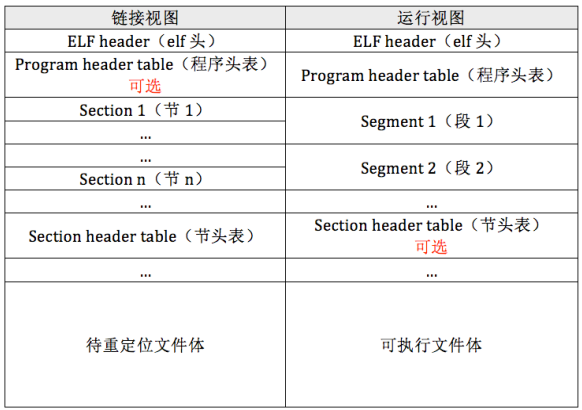 链接视图 运行视图
ELF header（elf 头） ELF header（elf 头）
Program header table（程序头表）
可选
Program header table（程序头表）
Section 1（节 1）
...
Segment 1（段 1）
...
Section n（节 n）
Segment 2（段 2）
... ...
Section header table（节头表）
Section header table（节头表）
可选
... ...
待重定位文件体 可执行文件体